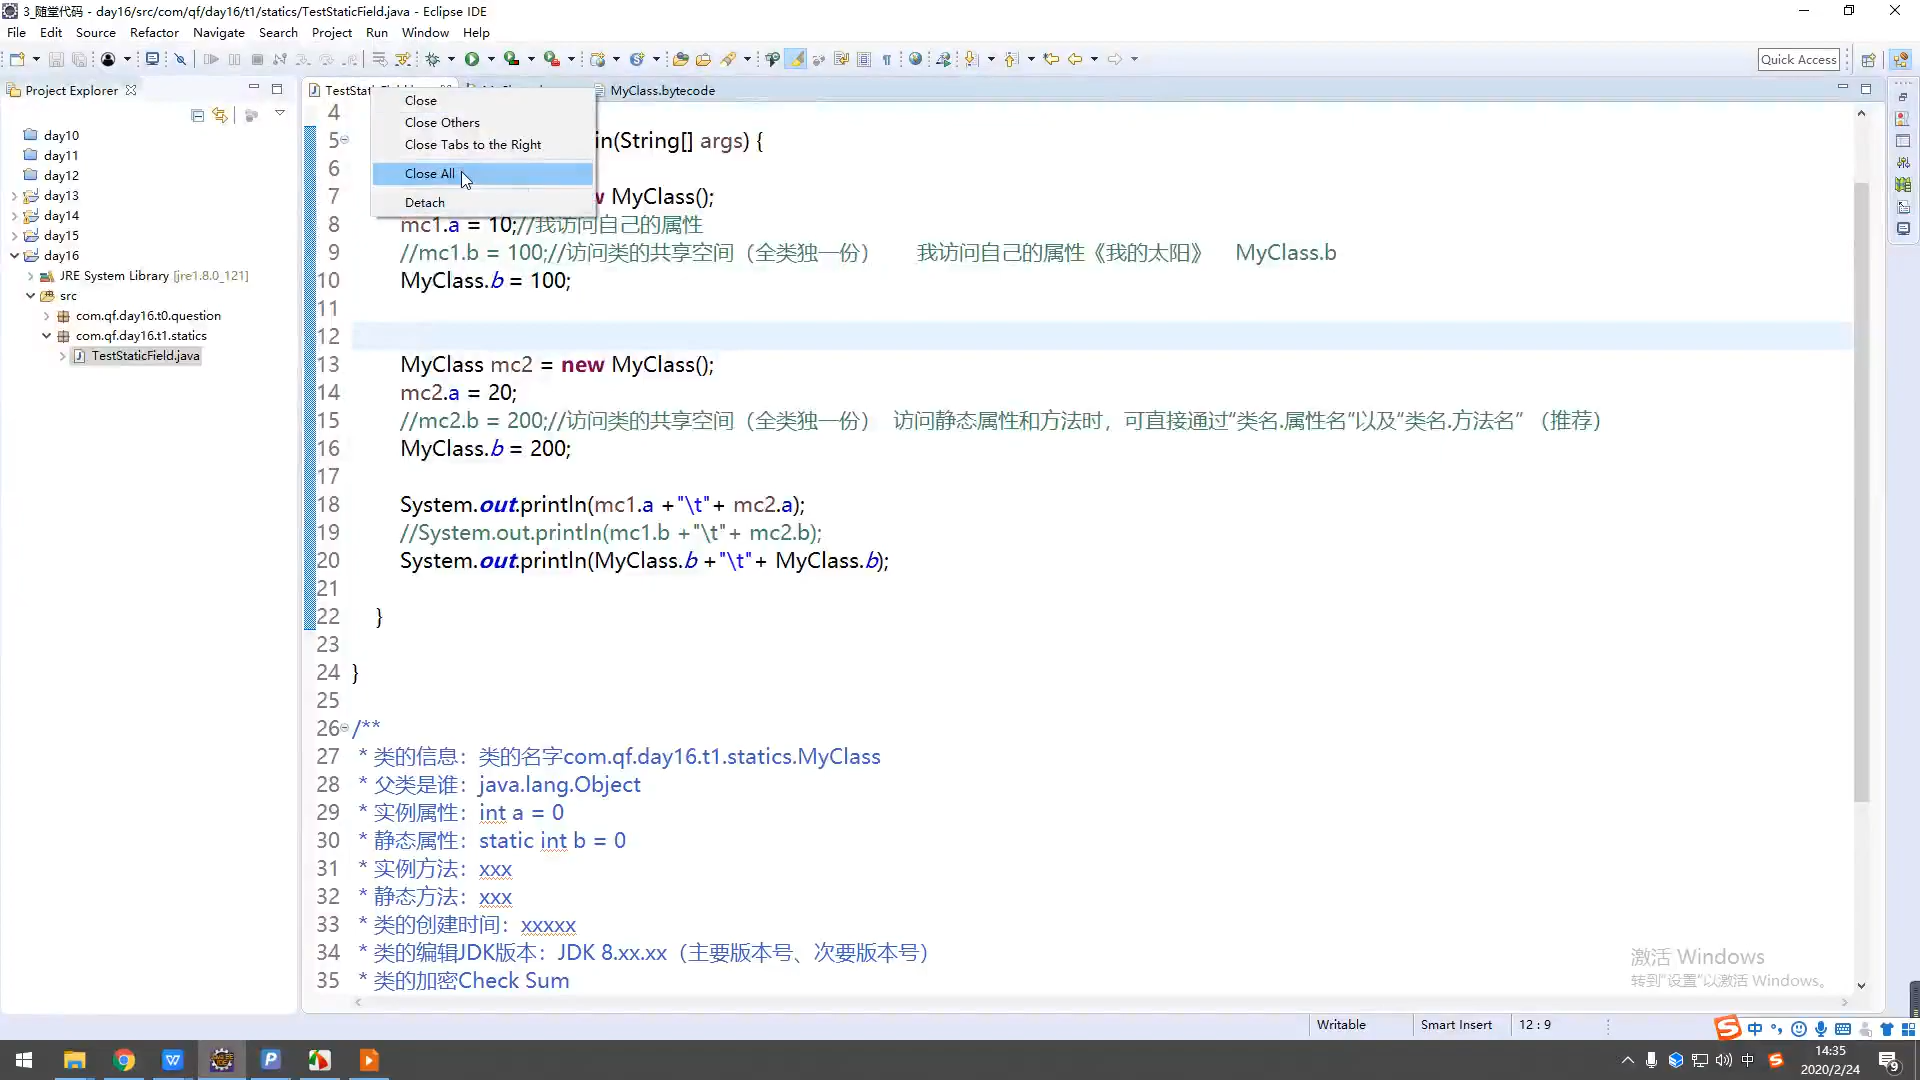 3_随堂代码 - day16/src/com/qf/day16/t1/statics/TestStaticField.java - Eclipse IDE
File Edit Source Refactor Navigate Search Project Run Window Help
Quick Access
Project Explorer
MyClass.bytecode
day10
day11
day12
day13
day14
day15
day16
JRE System Library [jre1.8.0_121]
src
com.qf.day16.t0.question
com.qf.day16.t1.statics
TestStaticField.java
Close
Close Others
Close Tabs to the Right
Close All
Detach
4
5 in(String[] args) {
6
7 w MyClass();
8 mc1.a = 10;//我访问自己的属性
9 //mc1.b = 100;//访问类的共享空间（全类独一份） 我访问自己的属性《我的太阳》 MyClass.b
10 MyClass.b = 100;
11
12
13 MyClass mc2 = new MyClass();
14 mc2.a = 20;
15 //mc2.b = 200;//访问类的共享空间（全类独一份） 访问静态属性和方法时，可直接通过“类名.属性名“以及“类名.方法名”（推荐）
16 MyClass.b = 200;
17
18 System.out.println(mc1.a +"\t"+ mc2.a);
19 //System.out.println(mc1.b +"\t"+ mc2.b);
20 System.out.println(MyClass.b +"\t"+ MyClass.b);
21
22 }
23
24 }
25
26 /**
27 * 类的信息：类的名字com.qf.day16.t1.statics.MyClass
28 * 父类是谁：java.lang.Object
29 * 实例属性：int a = 0
30 * 静态属性：static int b = 0
31 * 实例方法：xxx
32 * 静态方法：xxx
33 * 类的创建时间：xxxxx
34 * 类的编辑JDK版本：JDK 8.xx.xx（主要版本号、次要版本号）
35 * 类的加密Check Sum
激活 Windows
转到"设置"以激活 Windows。
Writable Smart Insert 12 : 9
中
中
14:35
2020/2/24
9